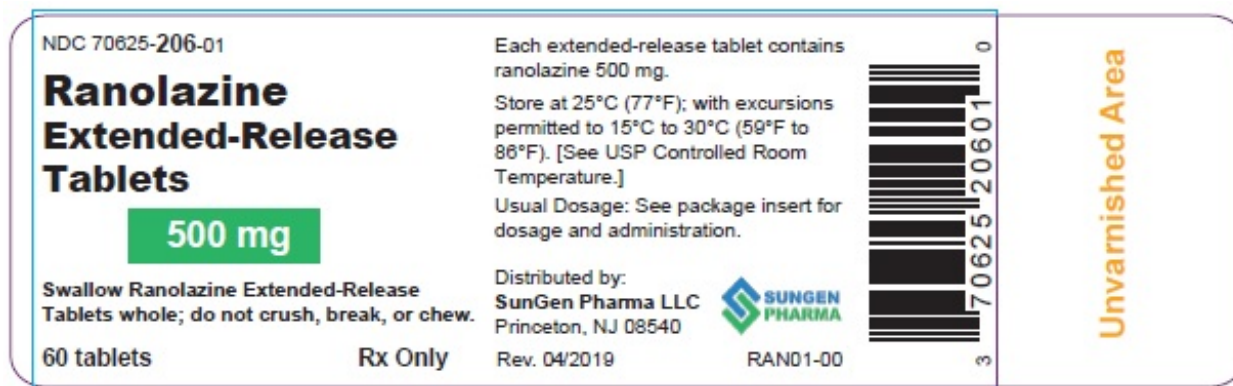 NDC 70625-206-01
Ranolazine
Extended-Release
Tablets
500 mg
Swallow Ranolazine Extended-Release
Tablets whole; do not crush, break, or chew.
60 tablets Rx Only
Each extended-release tablet contains
ranolazine 500 mg.
Store at 25°C (77°F); with excursions
permitted to 15°C to 30°C (59°F to
86°F). [See USP Controlled Room
Temperature.]
Usual Dosage: See package insert for
dosage and administration.
Distributed by:
SunGen Pharma LLC
Princeton, NJ 08540
SUNGEN
PHARMA
Rev. 04/2019 RAN01-00
3 70625 20601 0
Unvarnished Area